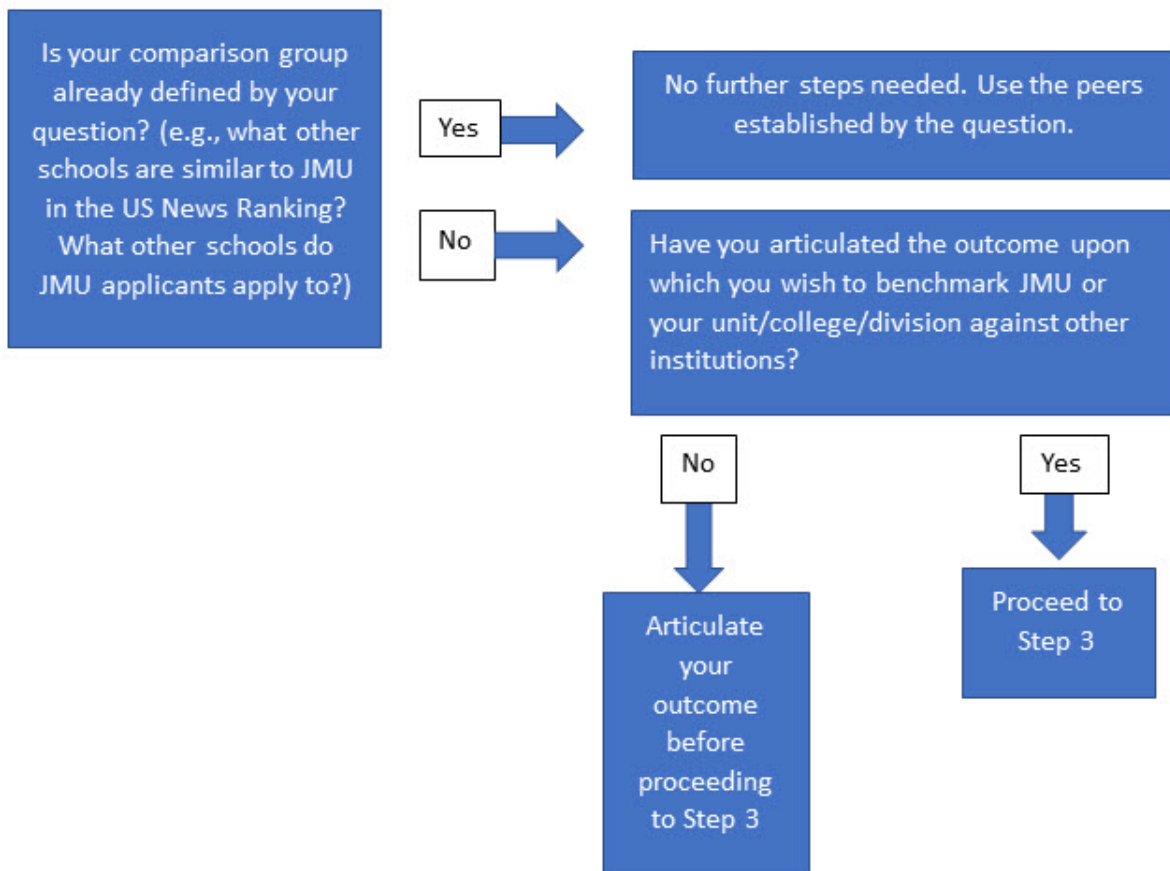 Is your comparison group
already defined by your
question? (e.g., what other
schools are similar to JMU
in the US News Ranking?
What other schools do
JMU applicants apply to?)
Yes
No further steps needed. Use the peers
established by the question.
No
Have you articulated the outcome upon
which you wish to benchmark JMU or
your unit/college/division against other
institutions?
No
Articulate
your
outcome
before
proceeding
to Step 3
Yes
Proceed to
Step 3